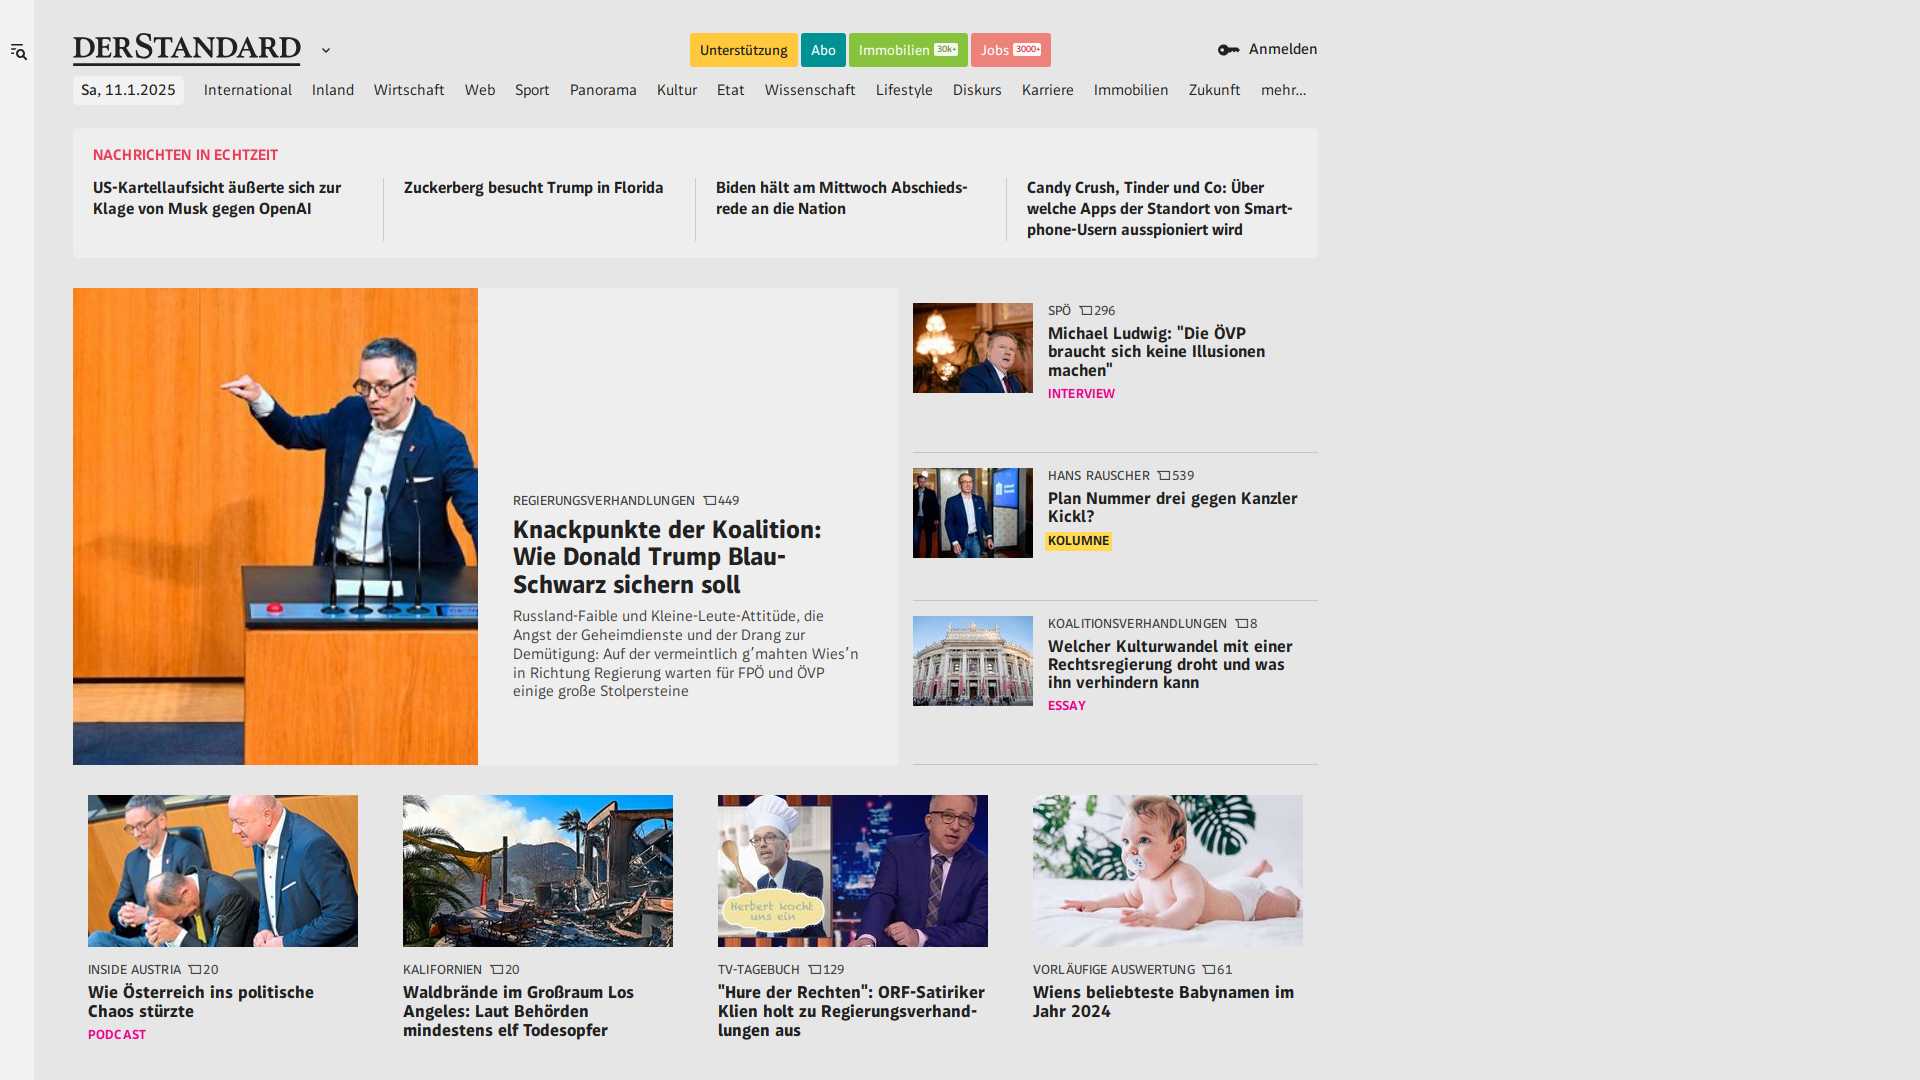 DERSTANDARD
Unterstützung
Abo
Immobilien 30k+
Jobs 3000+
Anmelden
Sa, 11.1.2025
International
Inland
Wirtschaft
Web
Sport
Panorama
Kultur
Etat
Wissenschaft
Lifestyle
Diskurs
Karriere
Immobilien
Zukunft
mehr...
NACHRICHTEN IN ECHTZEIT
US-Kartellaufsicht äußerte sich zur
Klage von Musk gegen OpenAI
Zuckerberg besucht Trump in Florida
Biden hält am Mittwoch Abschieds-
rede an die Nation
Candy Crush, Tinder und Co: Über
welche Apps der Standort von Smart-
phone-Usern ausspioniert wird
REGIERUNGSVERHANDLUNGEN 449
Knackpunkte der Koalition:
Wie Donald Trump Blau-
Schwarz sichern soll
Russland-Faible und Kleine-Leute-Attitüde, die
Angst der Geheimdienste und der Drang zur
Demütigung: Auf der vermeintlich g′mahten Wies′n
in Richtung Regierung warten für FPÖ und ÖVP
einige große Stolpersteine
SPÖ 296
Michael Ludwig: "Die ÖVP
braucht sich keine Illusionen
machen"
INTERVIEW
HANS RAUSCHER 539
Plan Nummer drei gegen Kanzler
Kickl?
KOLUMNE
KOALITIONSVERHANDLUNGEN 8
Welcher Kulturwandel mit einer
Rechtsregierung droht und was
ihn verhindern kann
ESSAY
INSIDE AUSTRIA 20
Wie Österreich ins politische
Chaos stürzte
PODCAST
KALIFORNIEN 20
Waldbrände im Großraum Los
Angeles: Laut Behörden
mindestens elf Todesopfer
Herbert kocht
uns ein
TV-TAGEBUCH 129
"Hure der Rechten": ORF-Satiriker
Klien holt zu Regierungsverhand-
lungen aus
VORLÄUFIGE AUSWERTUNG 61
Wiens beliebteste Babynamen im
Jahr 2024